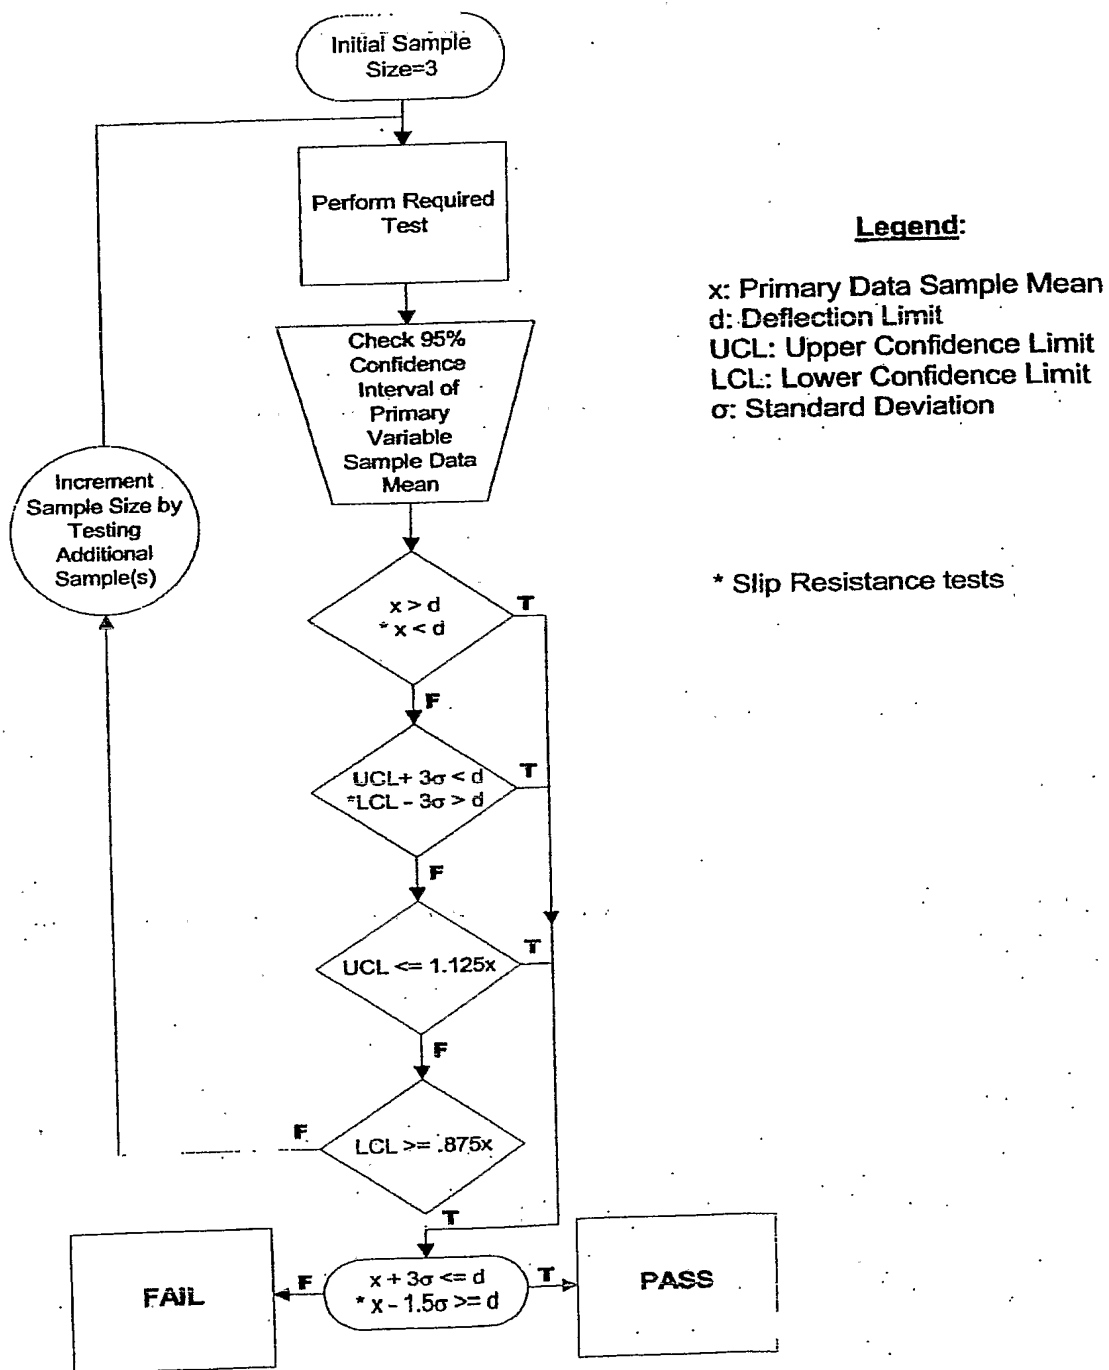 Initial Sample
Size=3
Perform Required
Test
Legend:
x: Primary Data Sample Mean
d: Deflection Limit
UCL: Upper Confidence Limit
LCL: Lower Confidence Limit
σ: Standard Deviation
Check 95%
Confidence
Interval of
Primary
Variable
Sample Data
Mean
Increment
Sample Size by
Testing
Additional
Sample(s)
* Slip Resistance tests
x > d
* x < d
T
F
UCL+ 3σ < d
*LCL - 3σ > d
T
F
UCL <= 1.125x
T
F
LCL >= .875x
F
T
x + 3σ <= d
* x - 1.5σ >= d
F
T
FAIL
PASS